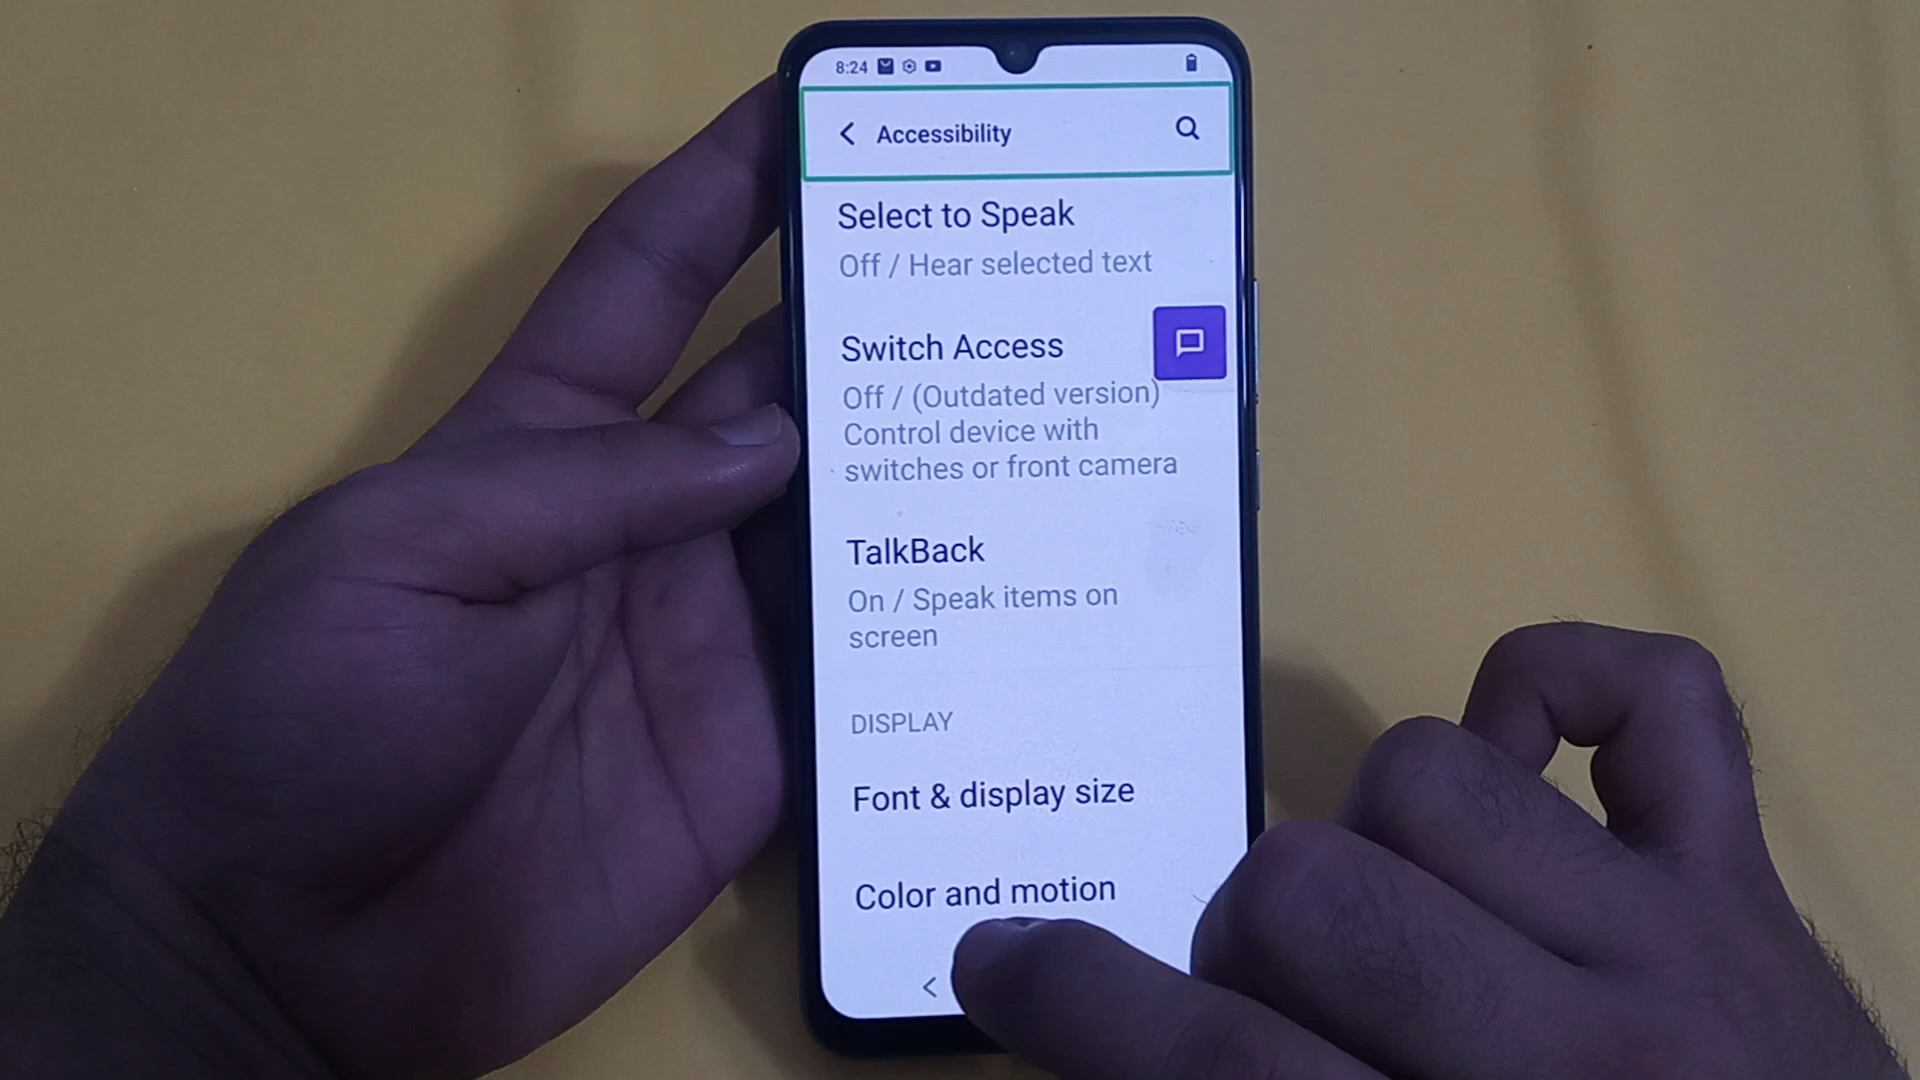 8:24
Accessibility
Select to Speak
Off / Hear selected text
Switch Access
Off / (Outdated version)
Control device with
switches or front camera
TalkBack
On / Speak items on
screen
DISPLAY
Font & display size
Color and motion